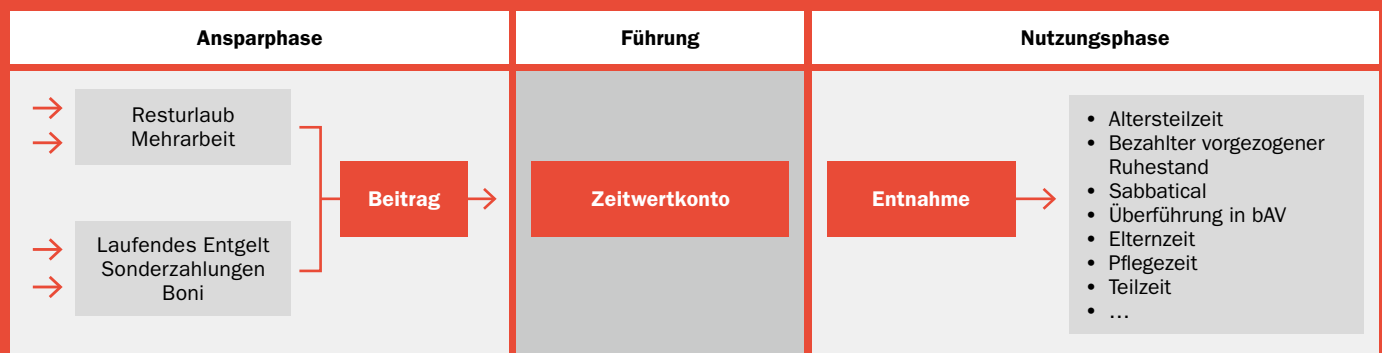 Ansparphase
Führung
Nutzungsphase
Resturlaub
Mehrarbeit
Laufendes Entgelt
Sonderzahlungen
Boni
Beitrag
Zeitwertkonto
Entnahme
• Altersteilzeit
• Bezahlter vorgezogener
Ruhestand
• Sabbatical
• Überführung in bAV
• Elternzeit
• Pflegezeit
• Teilzeit
• …